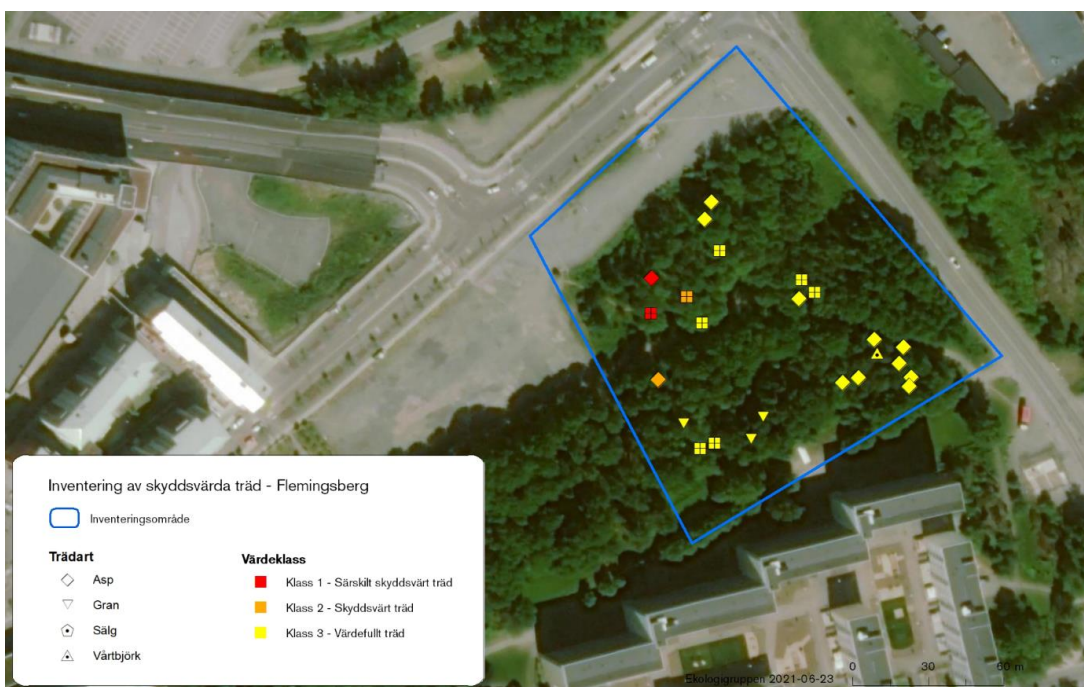 Inventering av skyddsvärda träd - Flemingsberg
Inventeringsområde
Trädart
Asp
Gran
Sälg
Vårtbjörk
Värdeklass
Klass 1 - Särskilt skyddsvärt träd
Klass 2 - Skyddsvärt träd
Klass 3 - Värdefullt träd
0 30 60 m
Ekologigruppen 2021-06-23